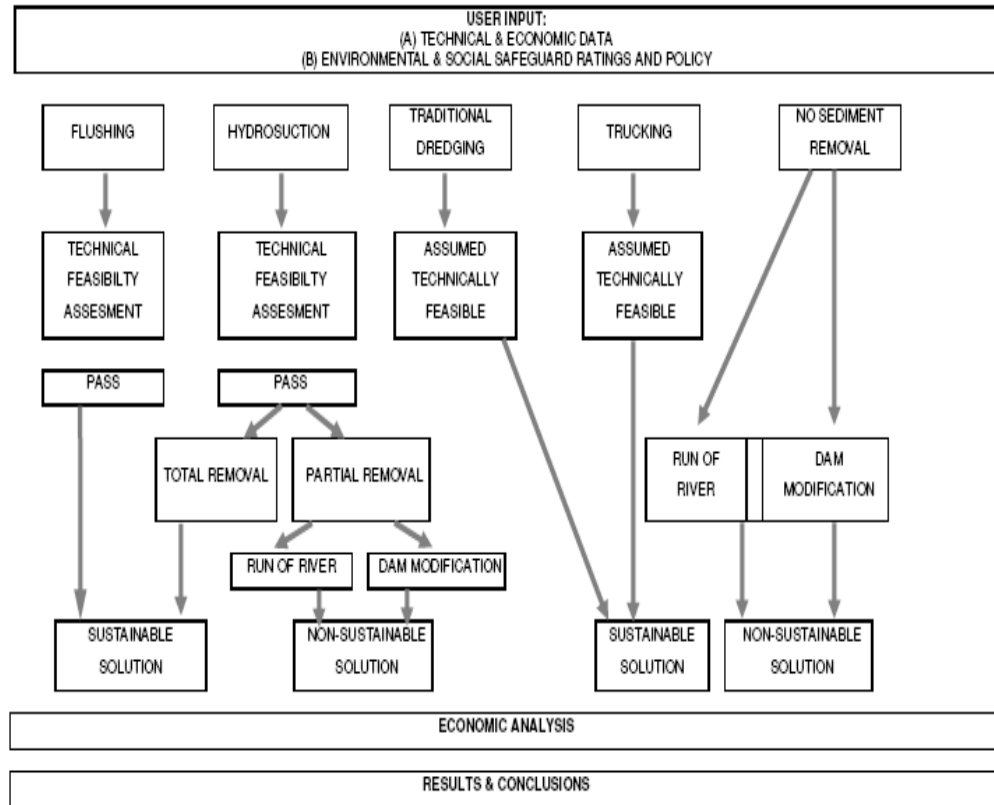 USER INPUT:
(A) TECHNICAL & ECONOMIC DATA
(B) ENVIRONMENTAL & SOCIAL SAFEGUARD RATINGS AND POLICY
FLUSHING
HYDROSUCTION
TRADITIONAL
DREDGING
TRUCKING
NO SEDIMENT
REMOVAL
TECHNICAL
FEASIBILTY
ASSESMENT
TECHNICAL
FEASIBILTY
ASSESMENT
ASSUMED
TECHNICALLY
FEASIBLE
ASSUMED
TECHNICALLY
FEASIBLE
PASS
PASS
TOTAL REMOVAL
PARTIAL REMOVAL
RUN OF
RIVER
DAM
MODIFICATION
RUN OF RIVER
DAM MODIFICATION
SUSTAINABLE
SOLUTION
NON-SUSTAINABLE
SOLUTION
SUSTAINABLE
SOLUTION
NON-SUSTAINABLE
SOLUTION
ECONOMIC ANALYSIS
RESULTS & CONCLUSIONS